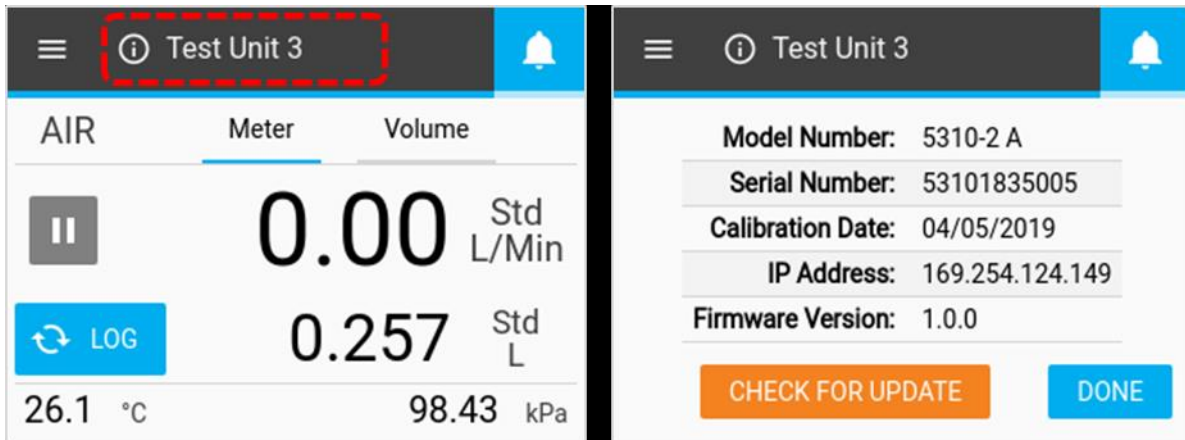 Test Unit 3
AIR Meter Volume
0.00 Std L/Min
LOG 0.257 Std L
26.1 °C 98.43 kPa
Test Unit 3
Model Number: 5310-2 A
Serial Number: 53101835005
Calibration Date: 04/05/2019
IP Address: 169.254.124.149
Firmware Version: 1.0.0
CHECK FOR UPDATE DONE